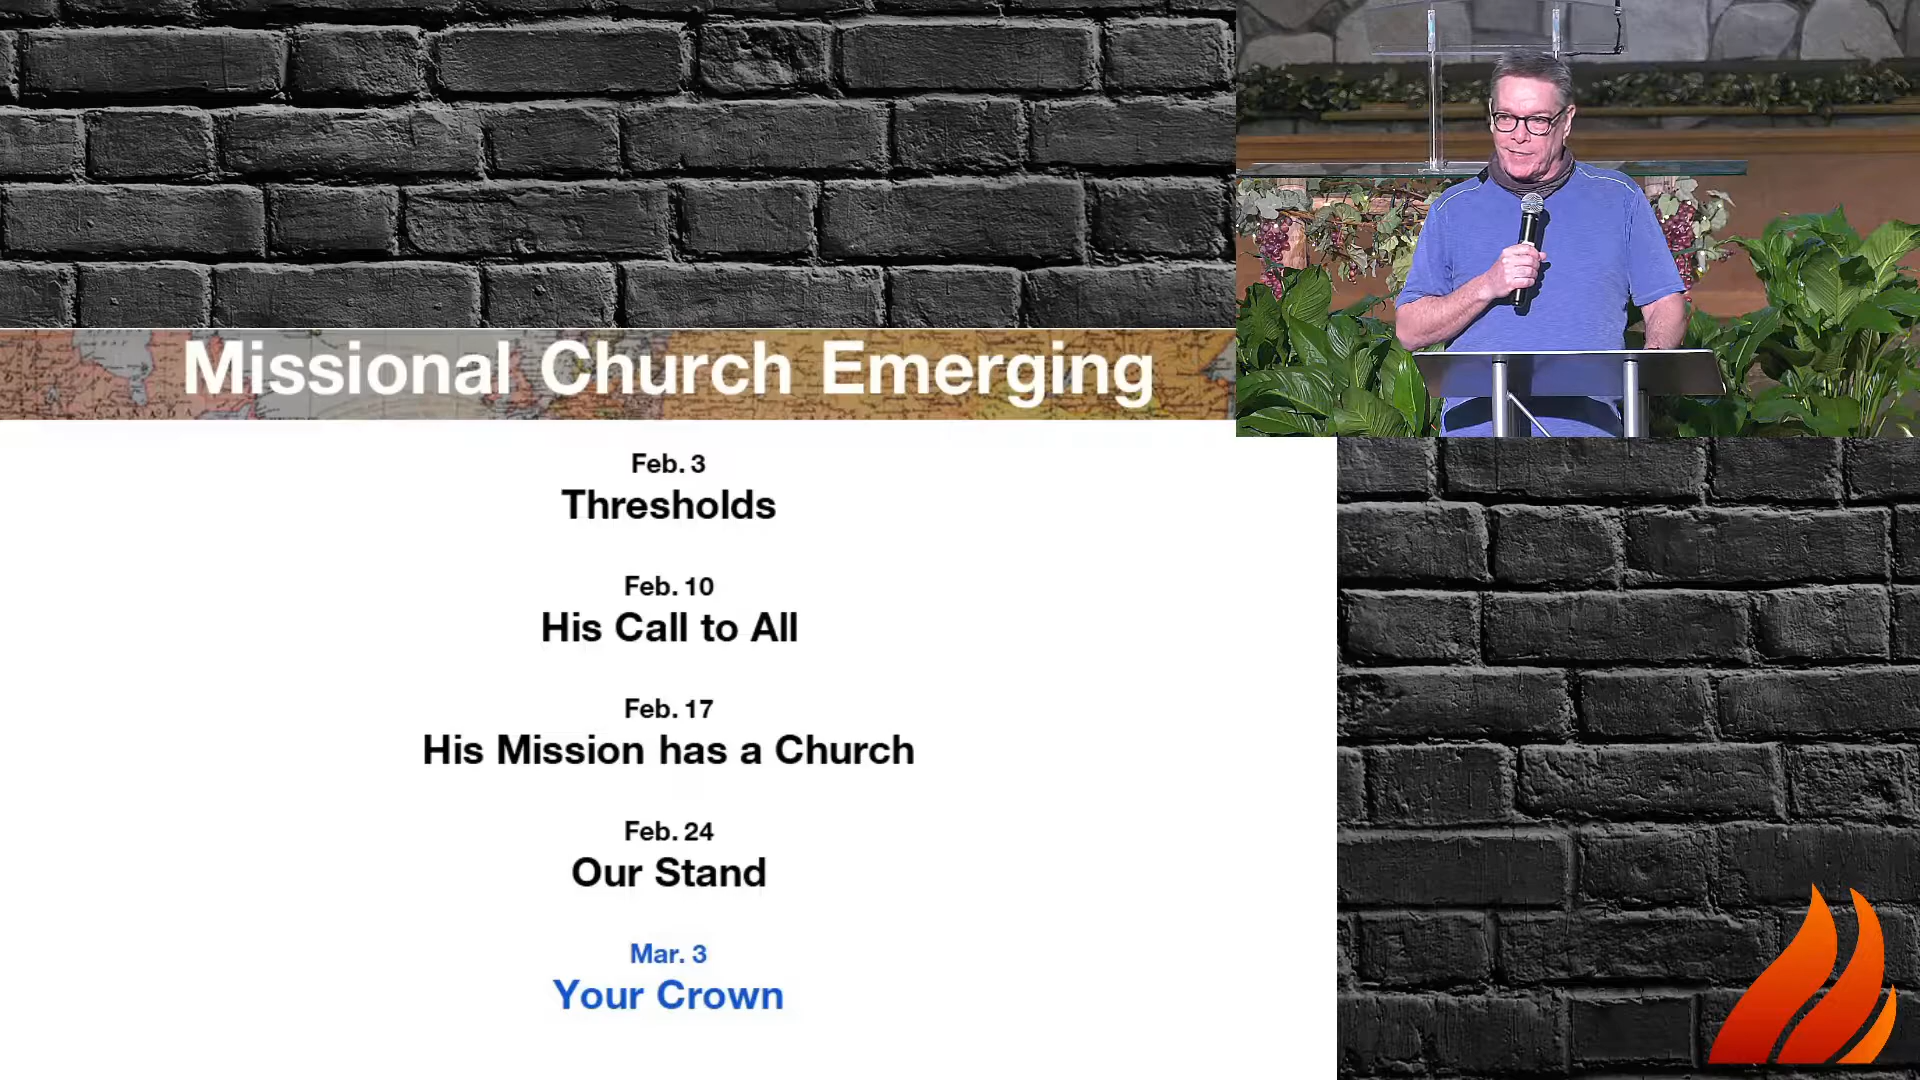 Missional Church Emerging
Feb. 3
Thresholds
Feb. 10
His Call to All
Feb. 17
His Mission has a Church
Feb. 24
Our Stand
Mar. 3
Your Crown